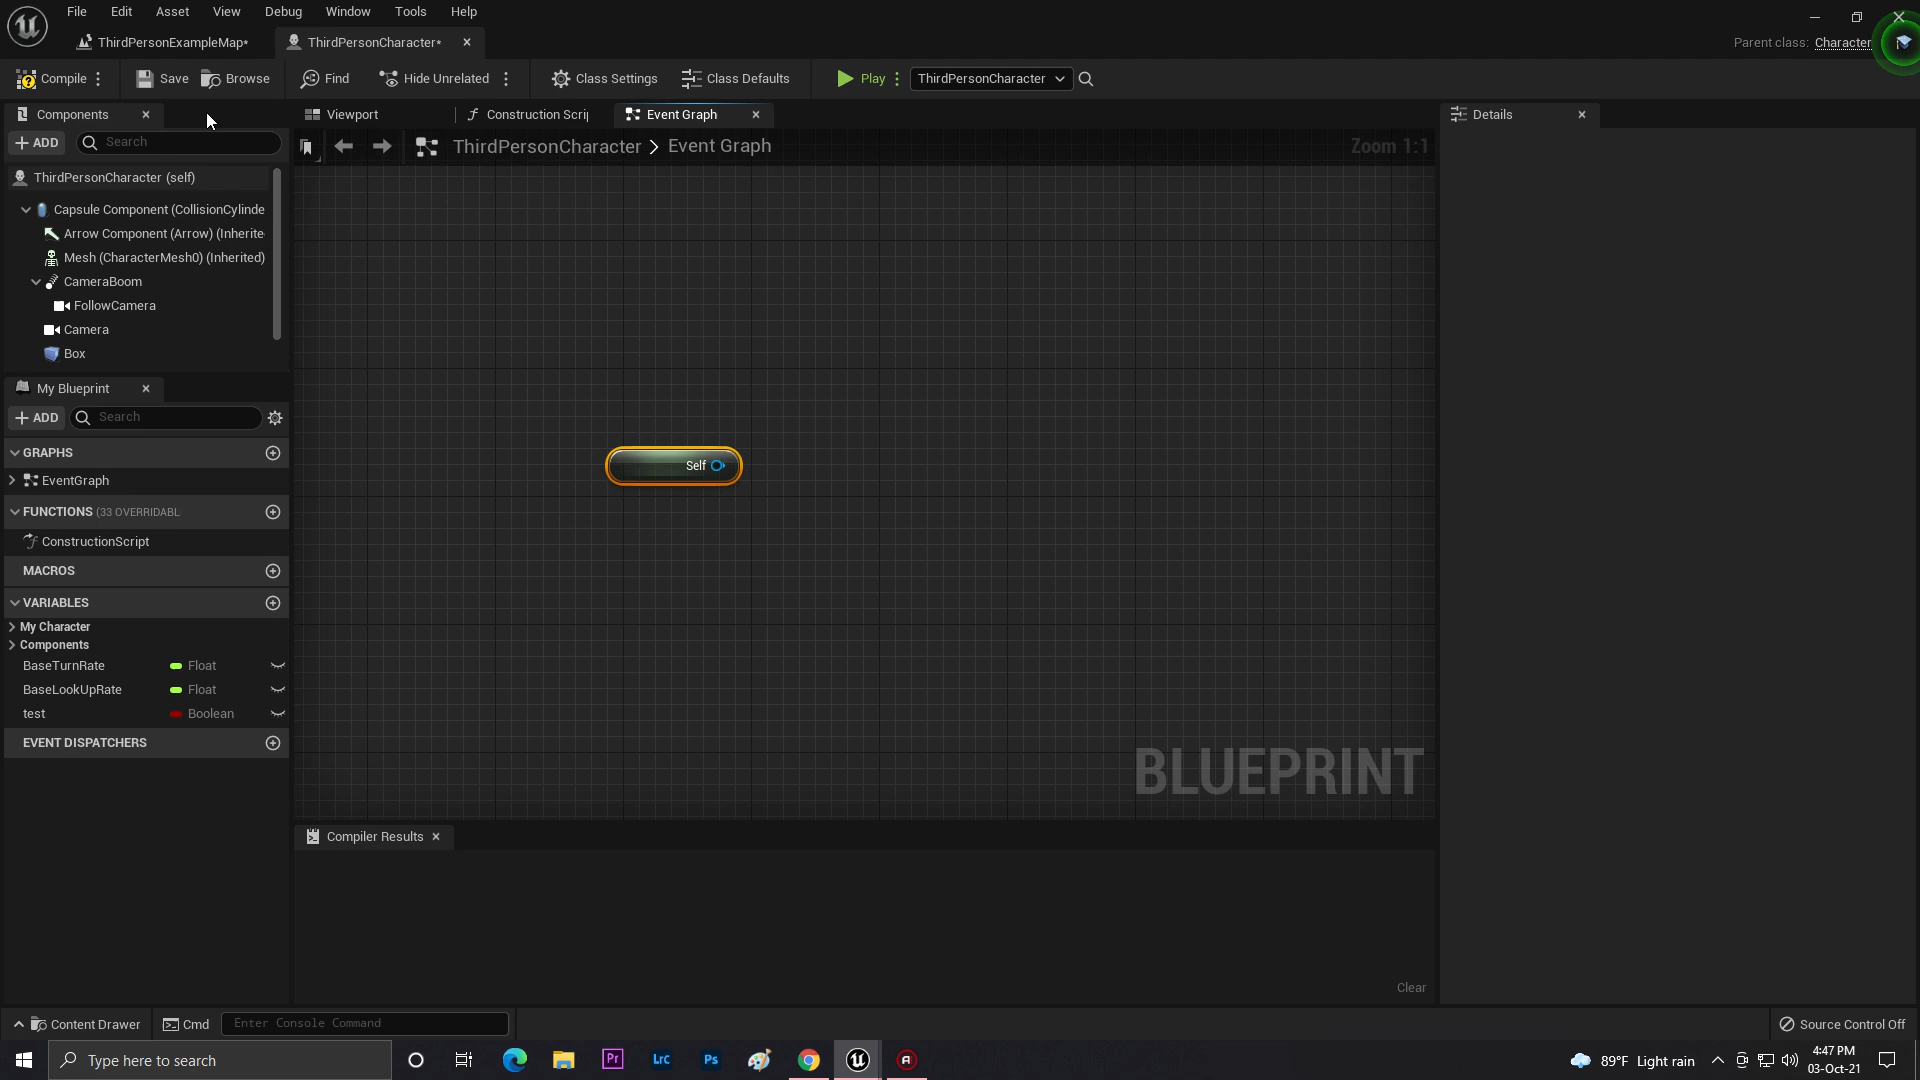 File Edit Asset View Debug Window Tools Help
ThirdPersonExampleMap* ThirdPersonCharacter*
Parent class: Character
Compile Save Browse Find Hide Unrelated Class Settings Class Defaults Play ThirdPersonCharacter
Components Viewport Construction Scrip Event Graph Details
ADD Search
ThirdPersonCharacter > Event Graph Zoom 1:1
ThirdPersonCharacter (self)
Capsule Component (CollisionCylinde
Arrow Component (Arrow) (Inherite
Mesh (CharacterMesh0) (Inherited)
CameraBoom
FollowCamera
Camera
Box
My Blueprint
ADD Search
GRAPHS
EventGraph
FUNCTIONS (33 OVERRIDABL
ConstructionScript
MACROS
VARIABLES
My Character
Components
BaseTurnRate Float
BaseLookUpRate Float
test Boolean
EVENT DISPATCHERS
Self
BLUEPRINT
Compiler Results
Clear
Content Drawer Cmd Enter Console Command Source Control Off
Type here to search Pr Lrc Ps 89°F Light rain 4:47 PM
03-Oct-21